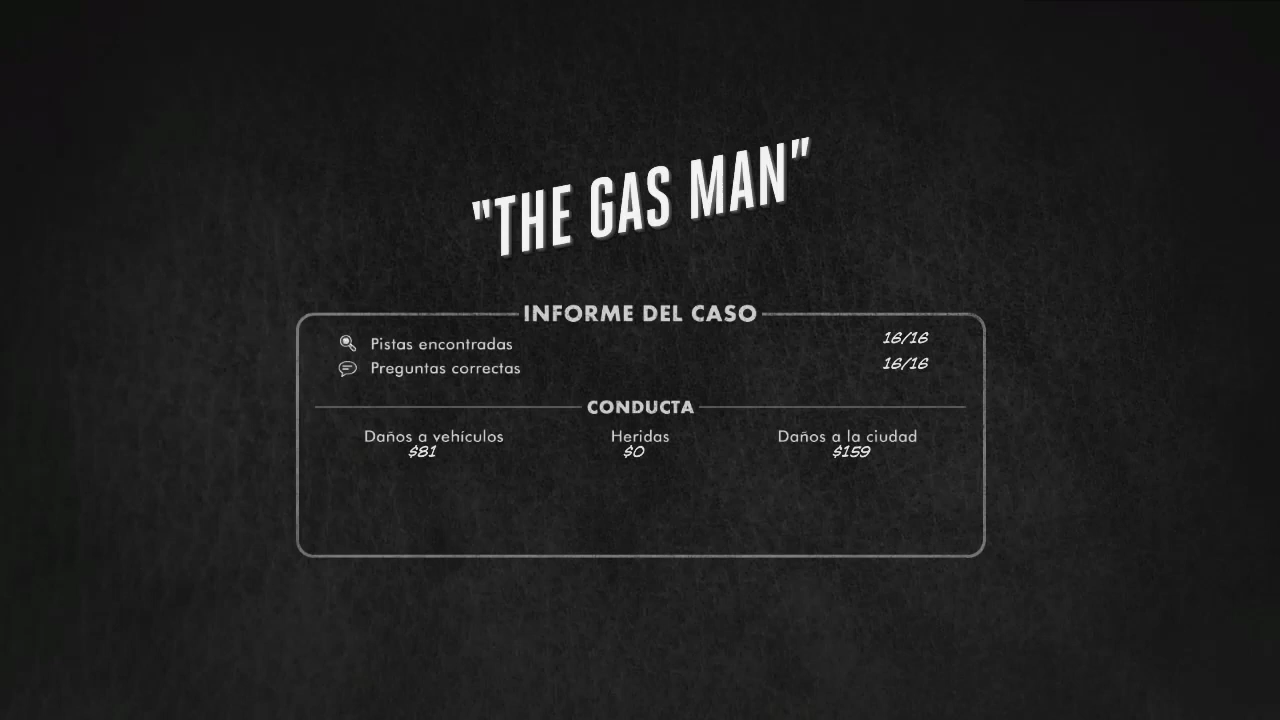 "THE GAS MAN"
INFORME DEL CASO
Pistas encontradas 16/16
Preguntas correctas 16/16
CONDUCTA
Daños a vehículos Heridas Daños a la ciudad
$81 $0 $159